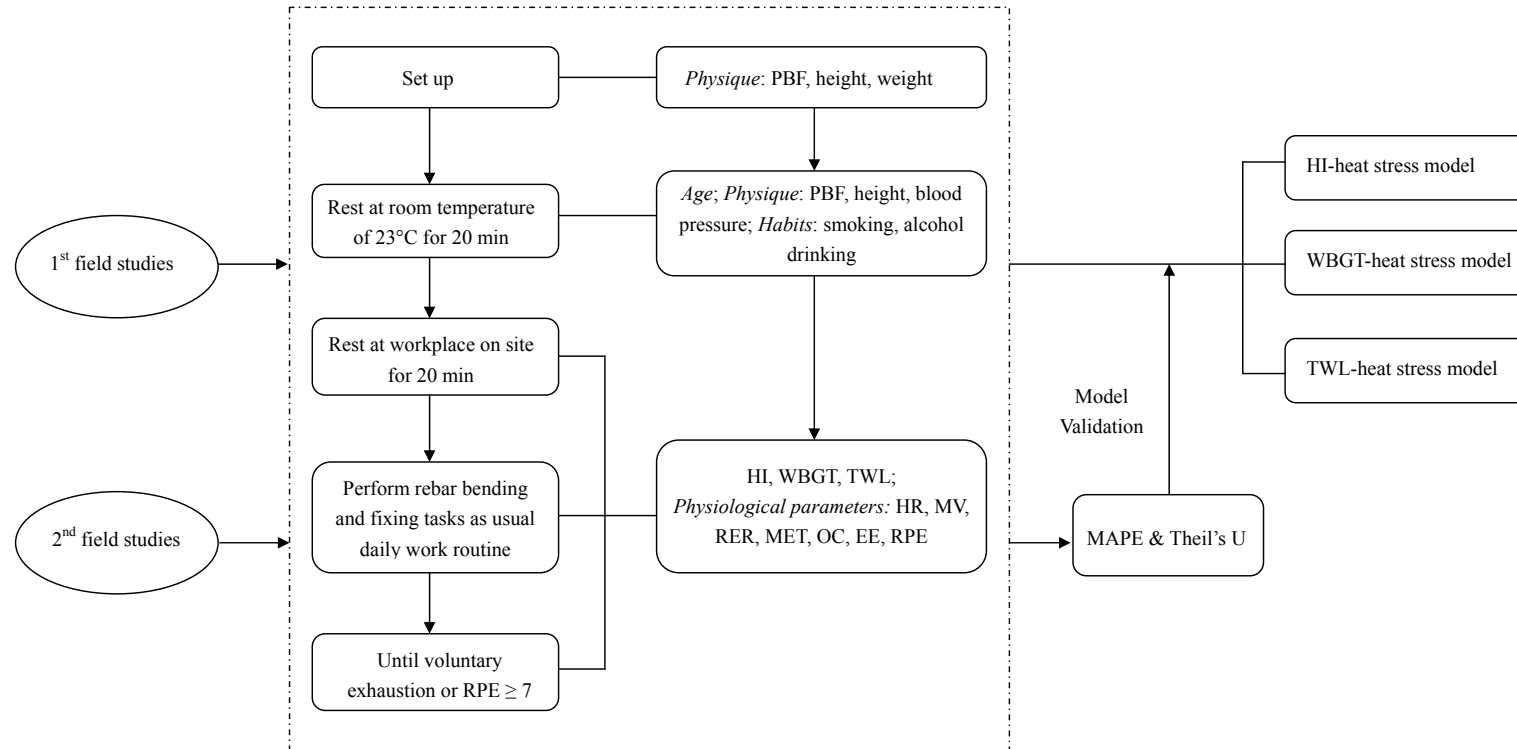 Set up
Physique: PBF, height, weight
Rest at room temperature
of 23°C for 20 min
Age; Physique: PBF, height, blood
pressure; Habits: smoking, alcohol
drinking
1st field studies
HI-heat stress model
WBGT-heat stress model
TWL-heat stress model
Rest at workplace on site
for 20 min
Model
Validation
Perform rebar bending
and fixing tasks as usual
daily work routine
HI, WBGT, TWL;
Physiological parameters: HR, MV,
RER, MET, OC, EE, RPE
2nd field studies
MAPE & Theil’s U
Until voluntary
exhaustion or RPE ≥ 7